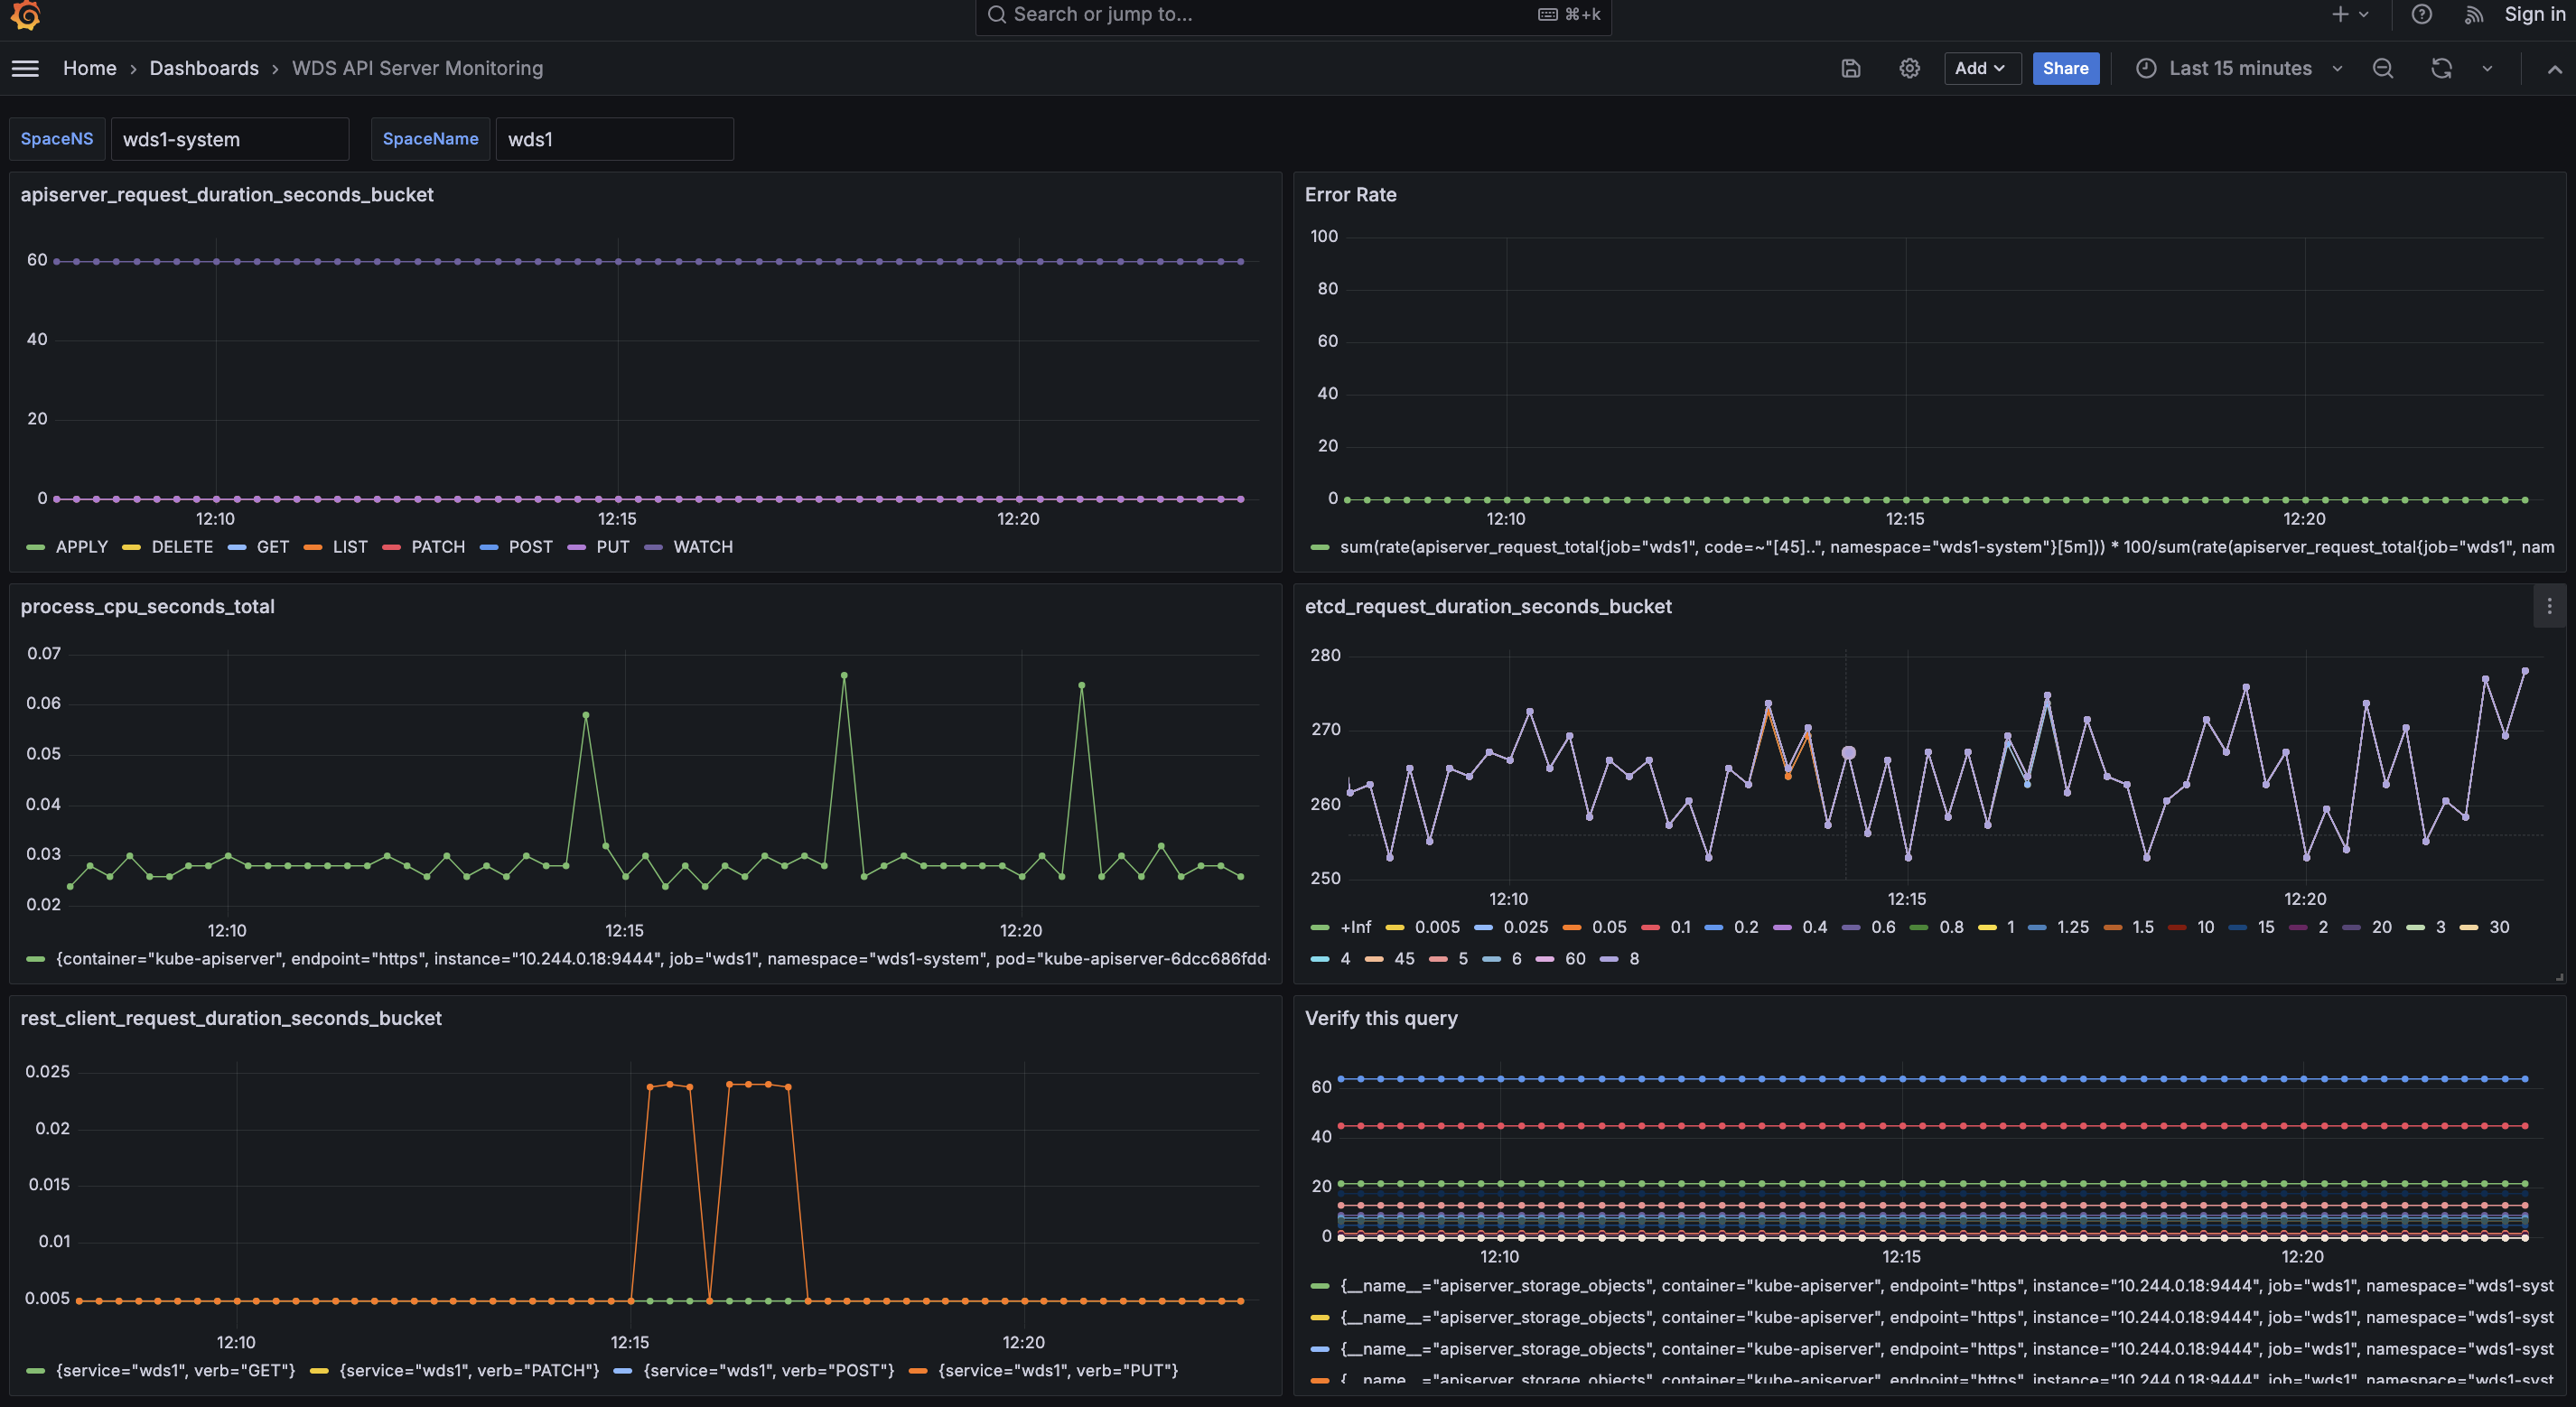 Search or jump to... ⌘+k Sign in
Home › Dashboards › WDS API Server Monitoring Add Share Last 15 minutes
SpaceNS wds1-system SpaceName wds1
apiserver_request_duration_seconds_bucket
60
40
20
0
12:10 12:15 12:20
APPLY DELETE GET LIST PATCH POST PUT WATCH
Error Rate
100
80
60
40
20
0
12:10 12:15 12:20
sum(rate(apiserver_request_total{job="wds1", code=~"[45]..", namespace="wds1-system"}[5m])) * 100/sum(rate(apiserver_request_total{job="wds1", nam
process_cpu_seconds_total
0.07
0.06
0.05
0.04
0.03
0.02
12:10 12:15 12:20
{container="kube-apiserver", endpoint="https", instance="10.244.0.18:9444", job="wds1", namespace="wds1-system", pod="kube-apiserver-6dcc686fdd-
etcd_request_duration_seconds_bucket
280
270
260
250
12:10 12:15 12:20
+Inf 0.005 0.025 0.05 0.1 0.2 0.4 0.6 0.8 1 1.25 1.5 10 15 2 20 3 30
4 45 5 6 60 8
rest_client_request_duration_seconds_bucket
0.025
0.02
0.015
0.01
0.005
12:10 12:15 12:20
{service="wds1", verb="GET"} {service="wds1", verb="PATCH"} {service="wds1", verb="POST"} {service="wds1", verb="PUT"}
Verify this query
60
40
20
0
12:10 12:15 12:20
{__name__="apiserver_storage_objects", container="kube-apiserver", endpoint="https", instance="10.244.0.18:9444", job="wds1", namespace="wds1-syst
{__name__="apiserver_storage_objects", container="kube-apiserver", endpoint="https", instance="10.244.0.18:9444", job="wds1", namespace="wds1-syst
{__name__="apiserver_storage_objects", container="kube-apiserver", endpoint="https", instance="10.244.0.18:9444", job="wds1", namespace="wds1-syst
{__name__="apiserver_storage_objects", container="kube-apiserver", endpoint="https", instance="10.244.0.18:9444", job="wds1", namespace="wds1-syst